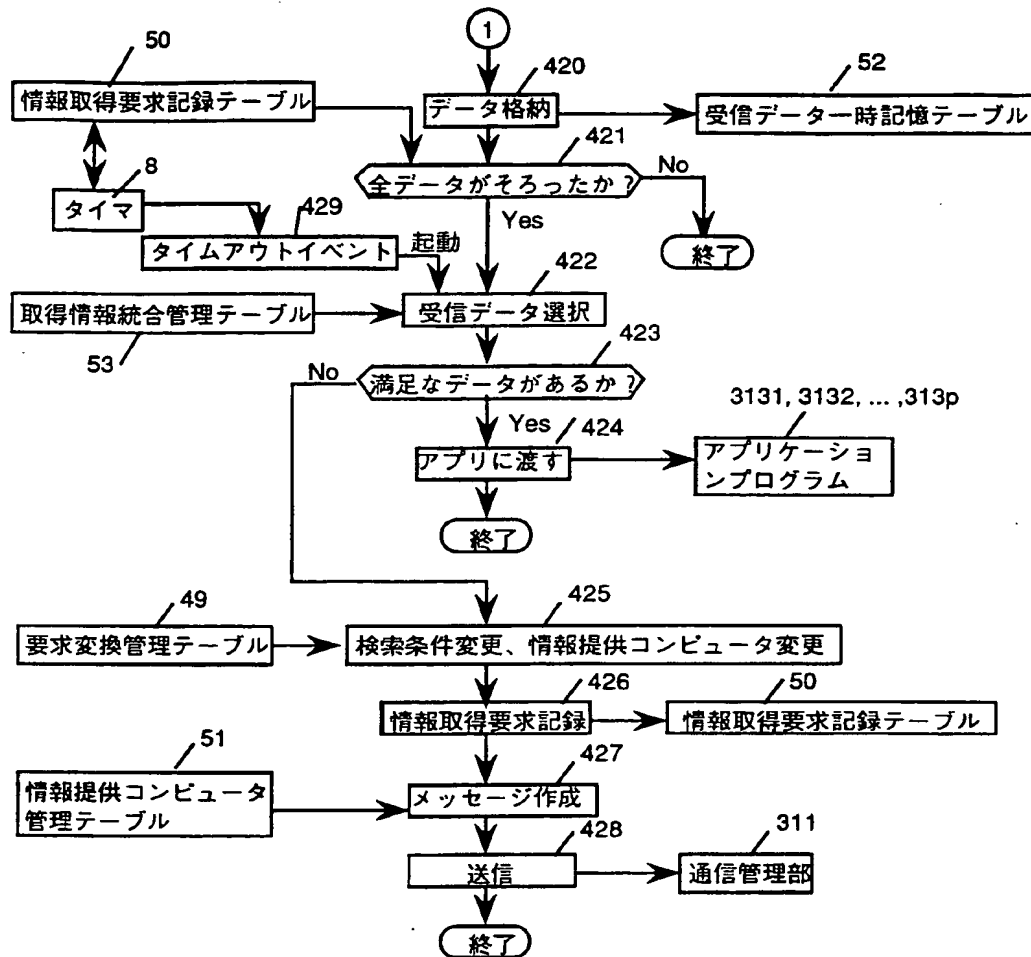 1
50
420
52
情報取得要求記録テーブル
データ格納
受信データ一時記憶テーブル
421
全データがそろったか?
No
8
タイマ
429
Yes
終了
タイムアウトイベント
起動
422
取得情報統合管理テーブル
受信データ選択
53
423
No
満足なデータがあるか?
3131, 3132, ... ,313p
Yes
424
アプリに渡す
アプリケーショ
ンプログラム
終了
49
425
要求変換管理テーブル
検索条件変更、情報提供コンピュータ変更
426
50
情報取得要求記録
情報取得要求記録テーブル
51
427
情報提供コンピュータ
管理テーブル
メッセージ作成
428
311
送信
通信管理部
終了